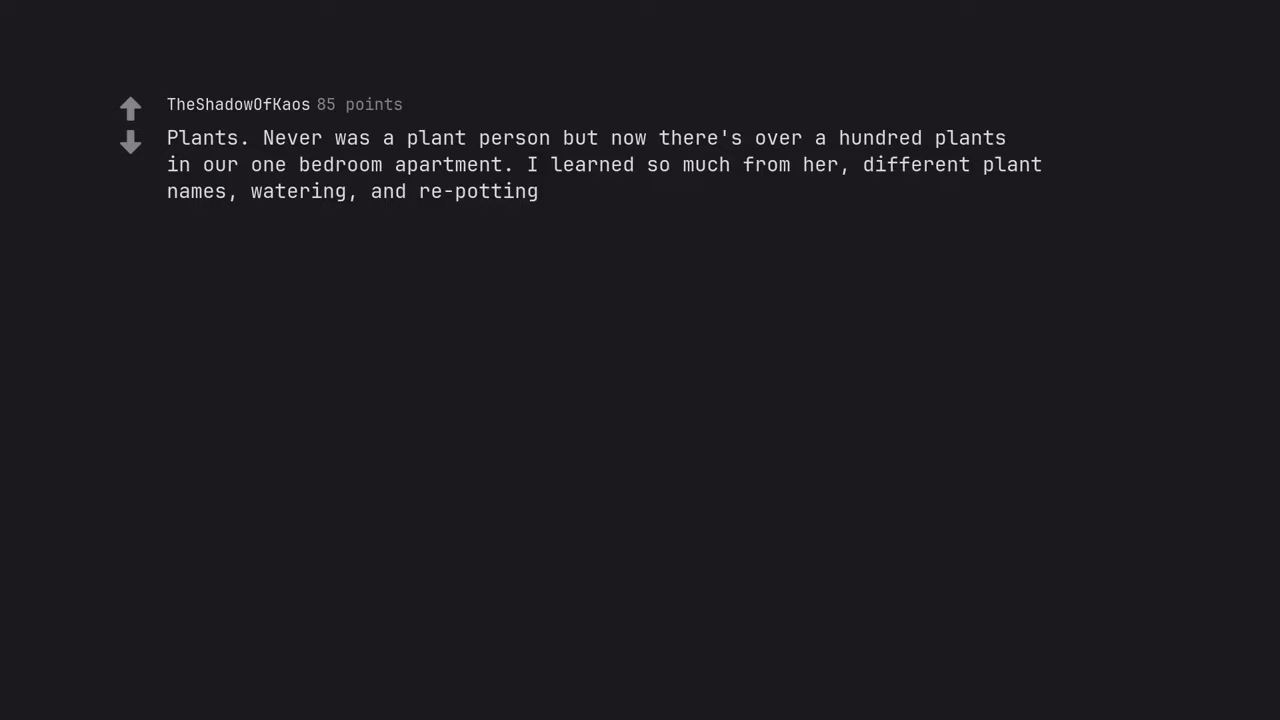 TheShadowOfKaos 85 points
Plants. Never was a plant person but now there's over a hundred plants
in our one bedroom apartment. I learned so much from her, different plant
names, watering, and re-potting